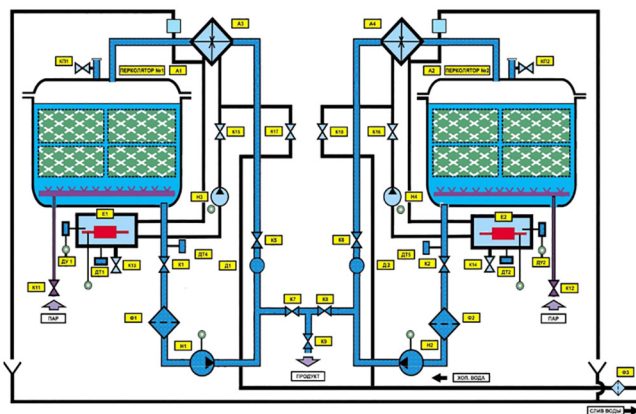 А3
А4
КП1
ПЕРКОЛЯТОР №1
А1
А2
ПЕРКОЛЯТОР №2
КП2
К15
К17
К18
К16
Н3
Н4
Е1
Е2
К5
К6
ДУ 1
ДТ1
К13
К1
ДТ4
Д1
Д2
ДТ5
К2
К14
ДТ2
ДУ2
К11
К12
К7
К8
ПАР
Ф1
Н1
К9
Н2
Ф2
ПАР
ПРОДУКТ
ХОЛ. ВОДА
Ф3
СЛИВ ВОДЫ